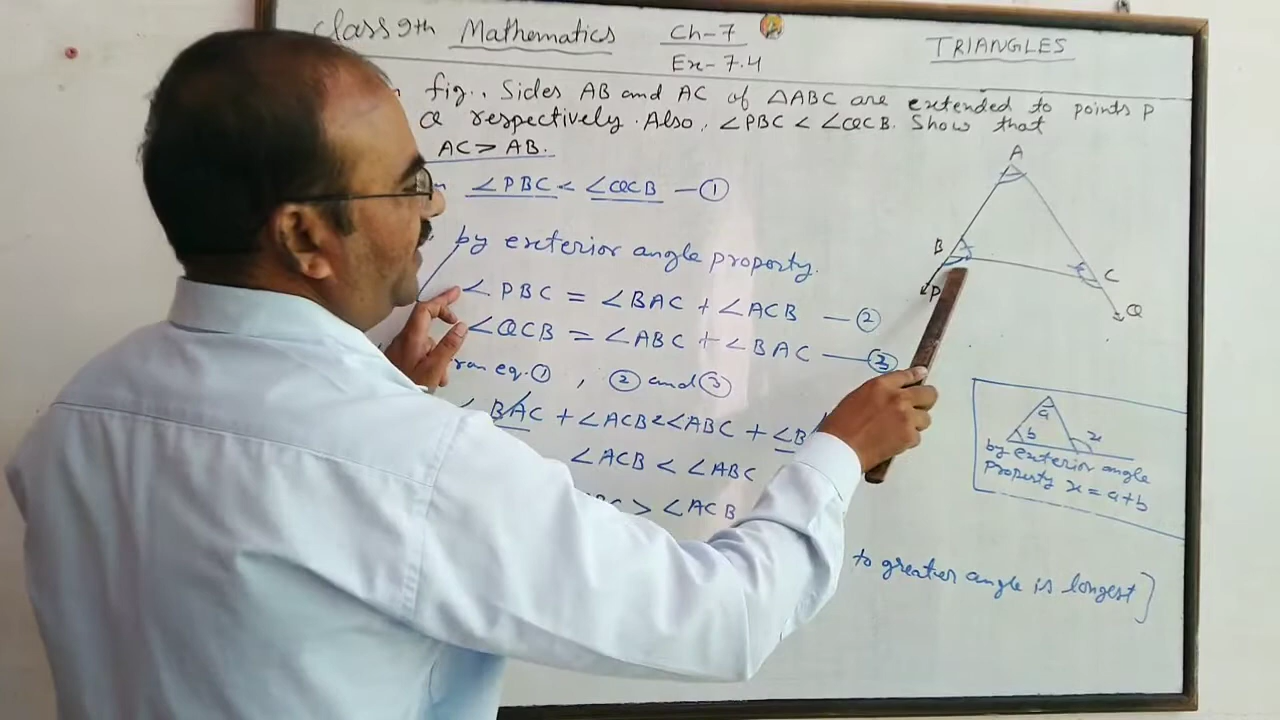 Class 9th Mathematics Ch-7
Ex-7.4
TRIANGLES
fig., Sides AB and AC of △ABC are extended to points P
Q respectively. Also, ∠PBC < ∠QCB. Show that
AC > AB.
∠PBC < ∠QCB —①
by exterior angle property.
∠PBC = ∠BAC + ∠ACB —②
∠QCB = ∠ABC + ∠BAC —③
eq.① , ② and ③
∠BAC + ∠ACB < ∠ABC + ∠B
∠ACB < ∠ABC
> ∠ACB
to greater angle is longest]
A
B
C
P
Q
a
b x
by exterior angle
property x = a+b